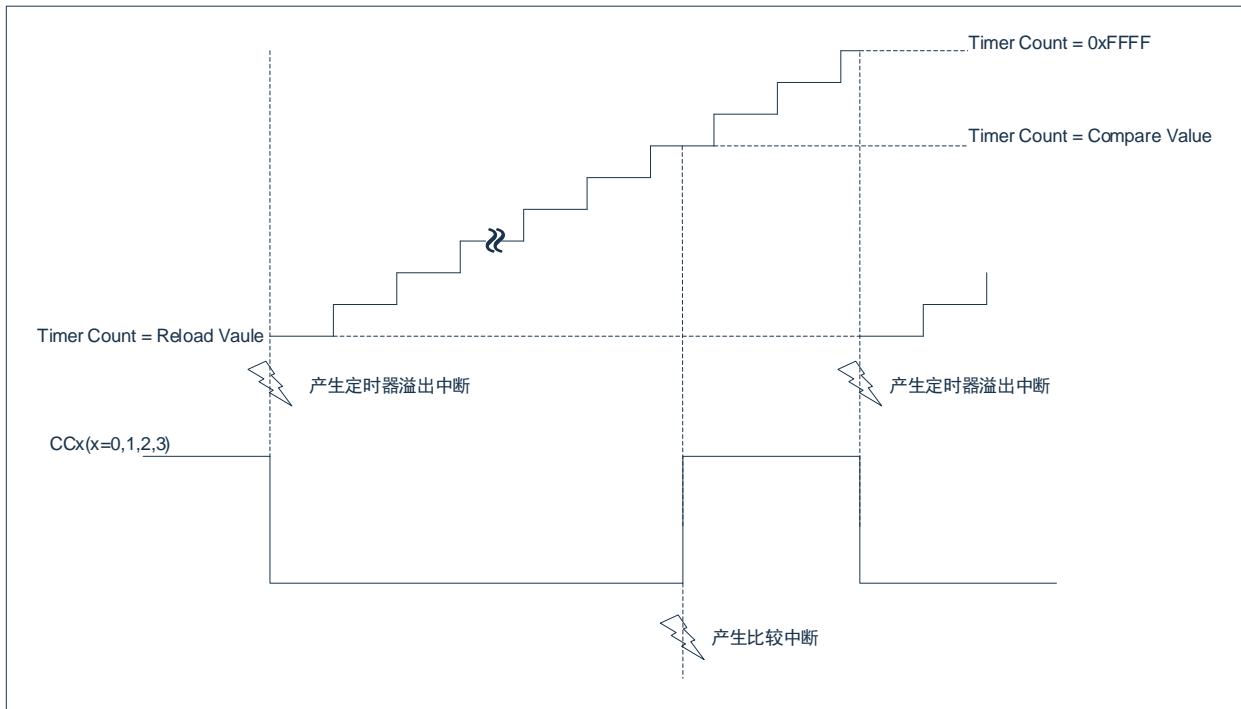 Timer Count = 0xFFFF
Timer Count = Compare Value
Timer Count = Reload Vaule
产生定时器溢出中断
产生定时器溢出中断
CCx(x=0,1,2,3)
产生比较中断